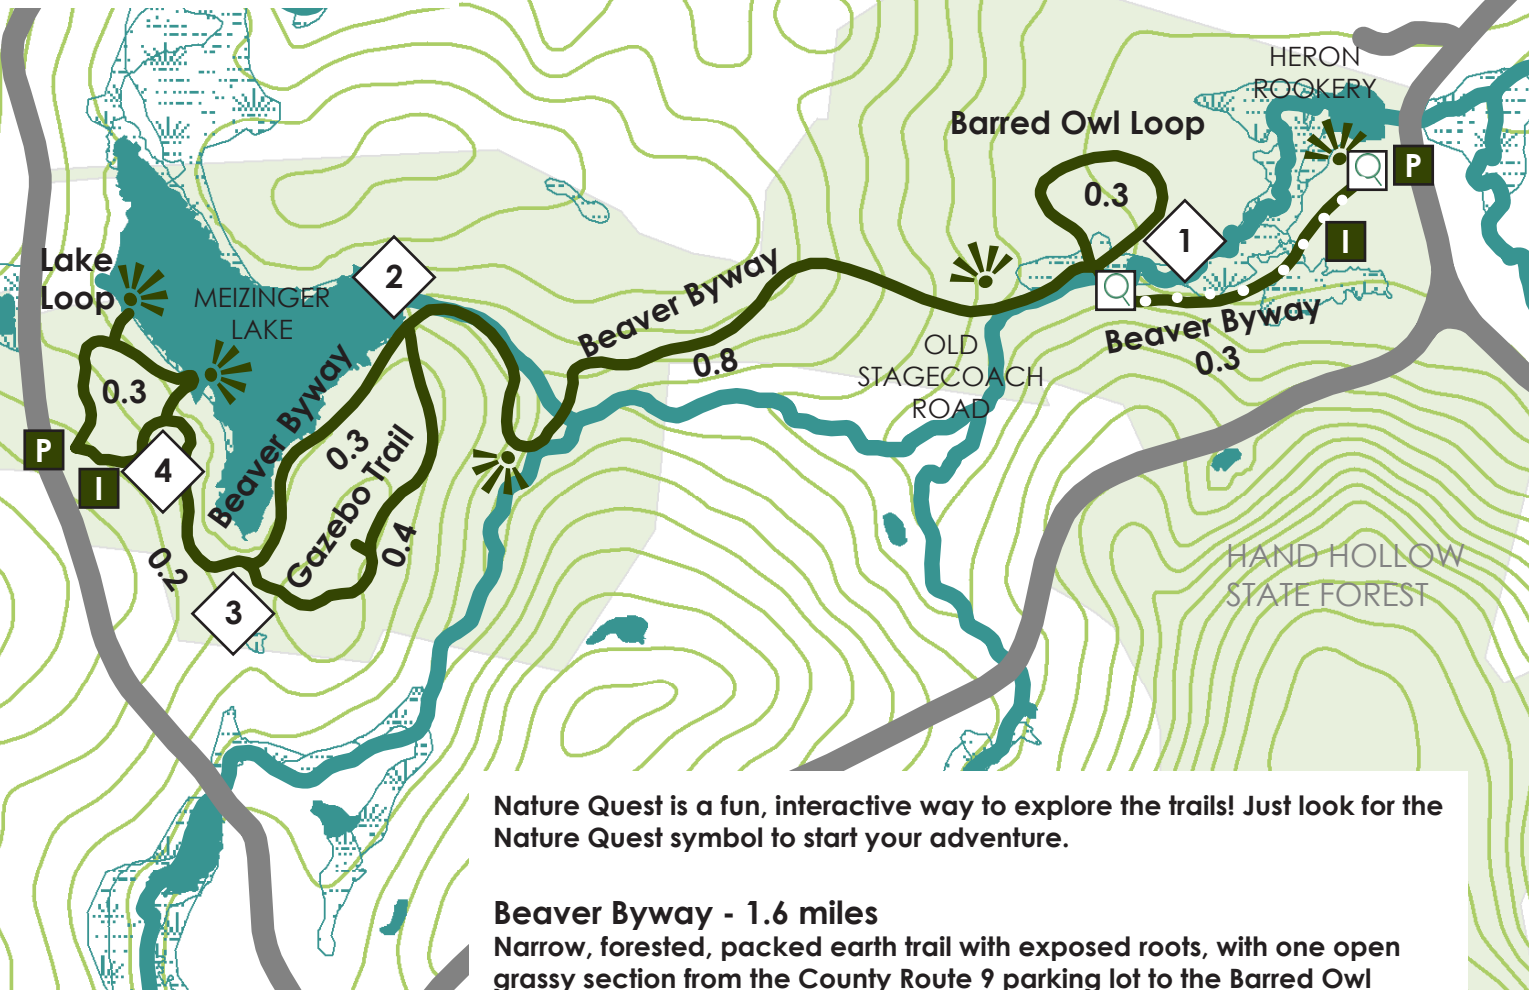 HERON
ROOKERY
Barred Owl Loop
P
0.3
1
I
Lake
Loop
2
MEIZINGER
LAKE
Beaver Byway
0.8
OLD
STAGECOACH
ROAD
Beaver Byway
0.3
0.3
Beaver Byway
0.3
Gazebo Trail
0.4
P
4
I
0.2
3
HAND HOLLOW
STATE FOREST
Nature Quest is a fun, interactive way to explore the trails! Just look for the
Nature Quest symbol to start your adventure.
Beaver Byway - 1.6 miles
Narrow, forested, packed earth trail with exposed roots, with one open
grassy section from the County Route 9 parking lot to the Barred Owl